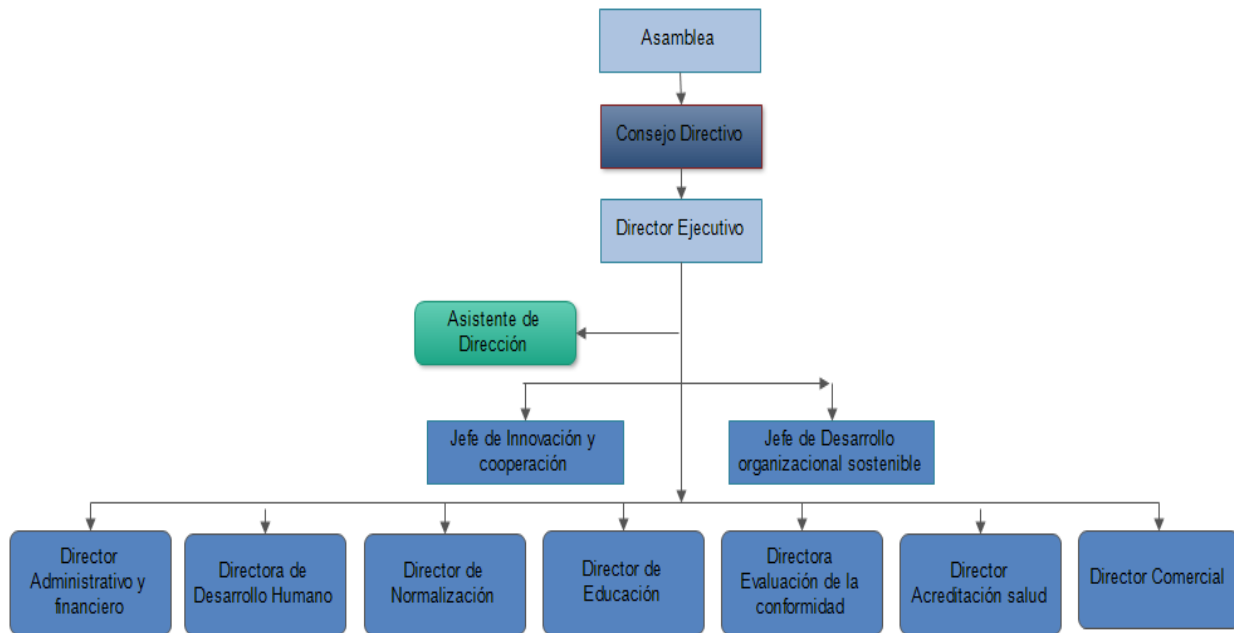 Asamblea
Consejo Directivo
Director Ejecutivo
Asistente de
Dirección
Jefe de Innovación y
cooperación
Jefe de Desarrollo
organizacional sostenible
Director
Administrativo y
financiero
Directora de
Desarrollo Humano
Director de
Normalización
Director de
Educación
Directora
Evaluación de la
conformidad
Director
Acreditación salud
Director Comercial